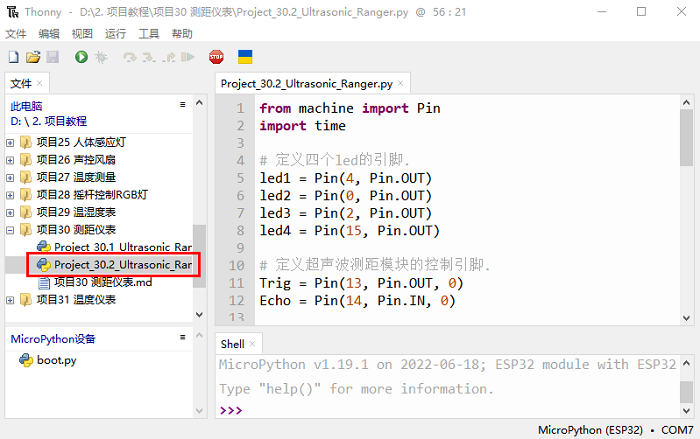 Thonny - D:\2. 项目教程\项目30 测距仪表\Project_30.2_Ultrasonic_Ranger.py @ 56 : 21
文件 编辑 视图 运行 工具 帮助
STOP
文件
此电脑
D: \ 2. 项目教程
项目25 人体感应灯
项目26 声控风扇
项目27 温度测量
项目28 摇杆控制RGB灯
项目29 温湿度表
项目30 测距仪表
Project_30.1_Ultrasonic_Ran
Project_30.2_Ultrasonic_Ran
项目30 测距仪表.md
项目31 温度仪表
MicroPython设备
boot.py
Project_30.2_Ultrasonic_Ranger.py
1 from machine import Pin
2 import time
3
4 # 定义四个led的引脚.
5 led1 = Pin(4, Pin.OUT)
6 led2 = Pin(0, Pin.OUT)
7 led3 = Pin(2, Pin.OUT)
8 led4 = Pin(15, Pin.OUT)
9
10 # 定义超声波测距模块的控制引脚.
11 Trig = Pin(13, Pin.OUT, 0)
12 Echo = Pin(14, Pin.IN, 0)
13
Shell
MicroPython v1.19.1 on 2022-06-18; ESP32 module with ESP32
Type "help()" for more information.
>>>
MicroPython (ESP32) • COM7